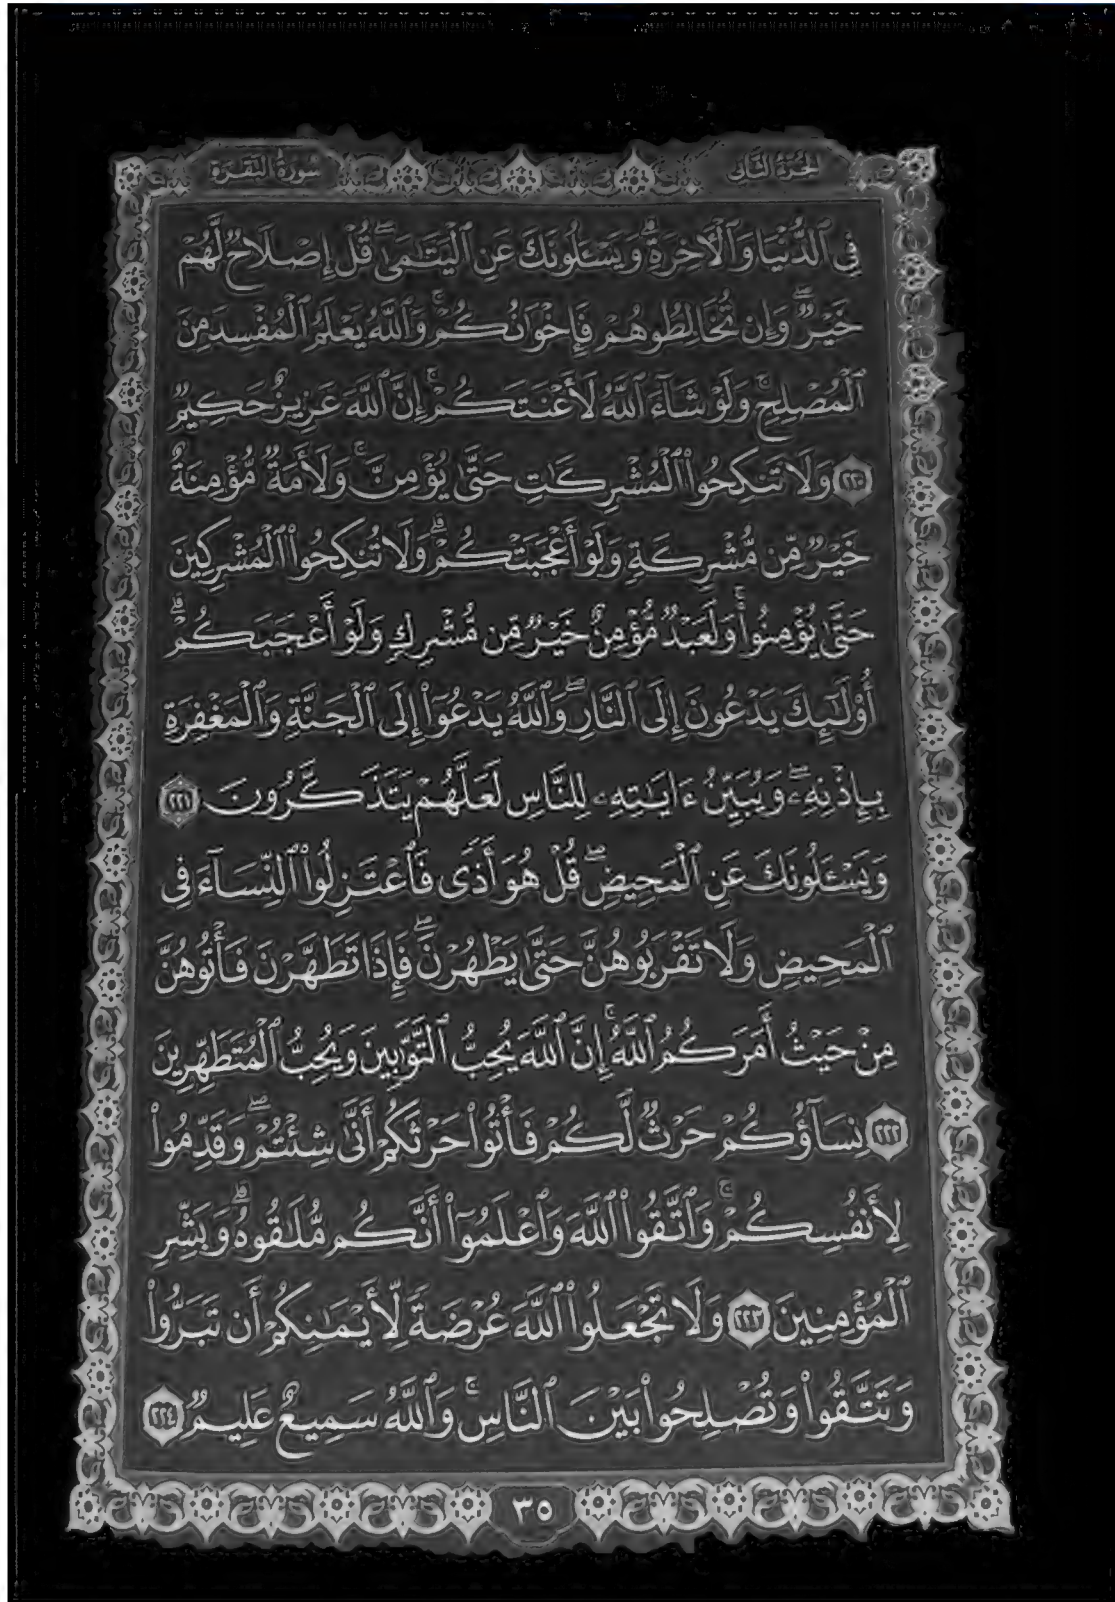 الجزء الثاني
سورة البقرة
فِي ٱلدُّنْيَا وَٱلْءَاخِرَةِۗ وَيَسْـَٔلُونَكَ عَنِ ٱلْيَتَٰمَىٰۖ قُلْ إِصْلَاحٌ لَّهُمْ
خَيْرٌۖ وَإِن تُخَالِطُوهُمْ فَإِخْوَٰنُكُمْۚ وَٱللَّهُ يَعْلَمُ ٱلْمُفْسِدَ مِنَ
ٱلْمُصْلِحِۚ وَلَوْ شَآءَ ٱللَّهُ لَأَعْنَتَكُمْۚ إِنَّ ٱللَّهَ عَزِيزٌ حَكِيمٌ
٢٢٠ وَلَا تَنكِحُوا۟ ٱلْمُشْرِكَٰتِ حَتَّىٰ يُؤْمِنَّۚ وَلَأَمَةٌ مُّؤْمِنَةٌ
خَيْرٌ مِّن مُّشْرِكَةٍ وَلَوْ أَعْجَبَتْكُمْۗ وَلَا تُنكِحُوا۟ ٱلْمُشْرِكِينَ
حَتَّىٰ يُؤْمِنُوا۟ۚ وَلَعَبْدٌ مُّؤْمِنٌ خَيْرٌ مِّن مُّشْرِكٍ وَلَوْ أَعْجَبَكُمْۗ
أُو۟لَٰٓئِكَ يَدْعُونَ إِلَى ٱلنَّارِۖ وَٱللَّهُ يَدْعُوٓا۟ إِلَى ٱلْجَنَّةِ وَٱلْمَغْفِرَةِ
بِإِذْنِهِۦۖ وَيُبَيِّنُ ءَايَٰتِهِۦ لِلنَّاسِ لَعَلَّهُمْ يَتَذَكَّرُونَ ٢٢١
وَيَسْـَٔلُونَكَ عَنِ ٱلْمَحِيضِۖ قُلْ هُوَ أَذًى فَٱعْتَزِلُوا۟ ٱلنِّسَآءَ فِي
ٱلْمَحِيضِ وَلَا تَقْرَبُوهُنَّ حَتَّىٰ يَطْهُرْنَۖ فَإِذَا تَطَهَّرْنَ فَأْتُوهُنَّ
مِنْ حَيْثُ أَمَرَكُمُ ٱللَّهُۚ إِنَّ ٱللَّهَ يُحِبُّ ٱلتَّوَّٰبِينَ وَيُحِبُّ ٱلْمُتَطَهِّرِينَ
٢٢٢ نِسَآؤُكُمْ حَرْثٌ لَّكُمْ فَأْتُوا۟ حَرْثَكُمْ أَنَّىٰ شِئْتُمْۖ وَقَدِّمُوا۟
لِأَنفُسِكُمْۚ وَٱتَّقُوا۟ ٱللَّهَ وَٱعْلَمُوٓا۟ أَنَّكُم مُّلَٰقُوهُۗ وَبَشِّرِ
ٱلْمُؤْمِنِينَ ٢٢٣ وَلَا تَجْعَلُوا۟ ٱللَّهَ عُرْضَةً لِّأَيْمَٰنِكُمْ أَن تَبَرُّوا۟
وَتَتَّقُوا۟ وَتُصْلِحُوا۟ بَيْنَ ٱلنَّاسِۚ وَٱللَّهُ سَمِيعٌ عَلِيمٌ ٢٢٤
٣٥